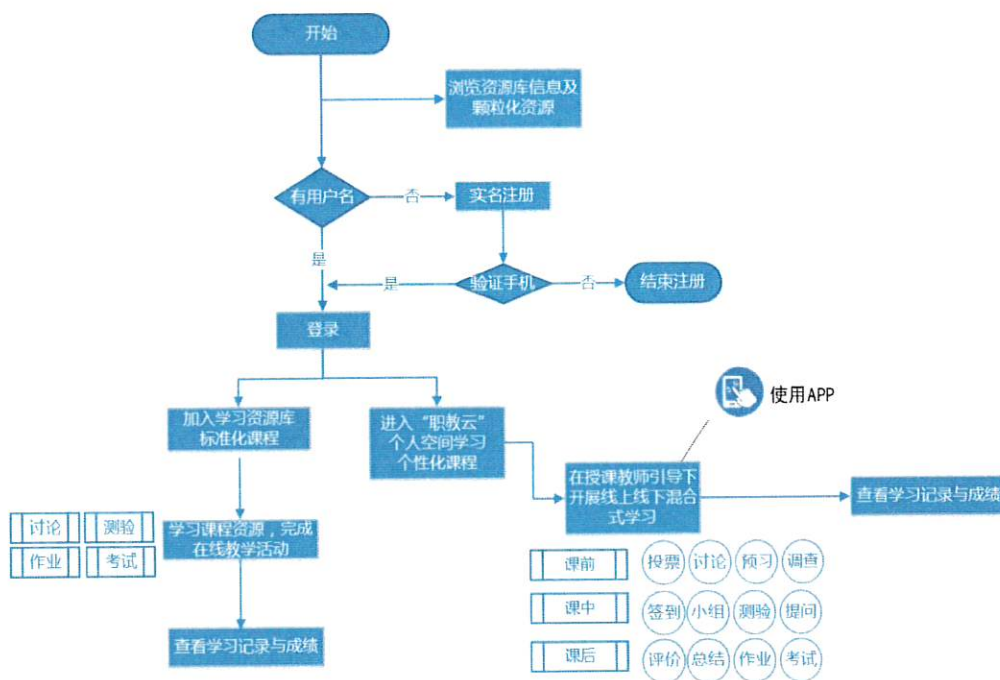 开始
浏览资源库信息及
颗粒化资源
有用户名
否
实名注册
是
是
验证手机
否
结束注册
登录
使用APP
加入学习资源库
标准化课程
进入“职教云”
个人空间学习
个性化课程
在授课教师引导下
开展线上线下混合
式学习
查看学习记录与成绩
讨论 测验
作业 考试
学习课程资源，完成
在线教学活动
课前 投票 讨论 预习 调查
课中 签到 小组 测验 提问
查看学习记录与成绩
课后 评价 总结 作业 考试